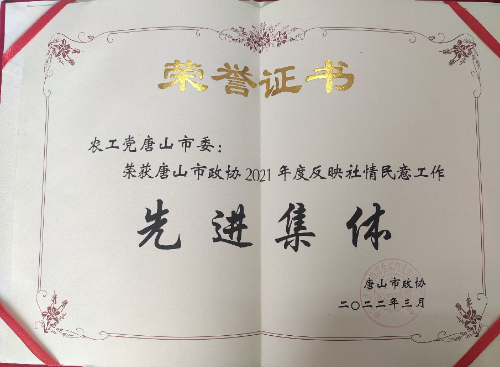 荣誉证书
农工党唐山市委：
荣获唐山市政协2021年度反映社情民意工作
先进集体
唐山市政协
二〇二二年三月